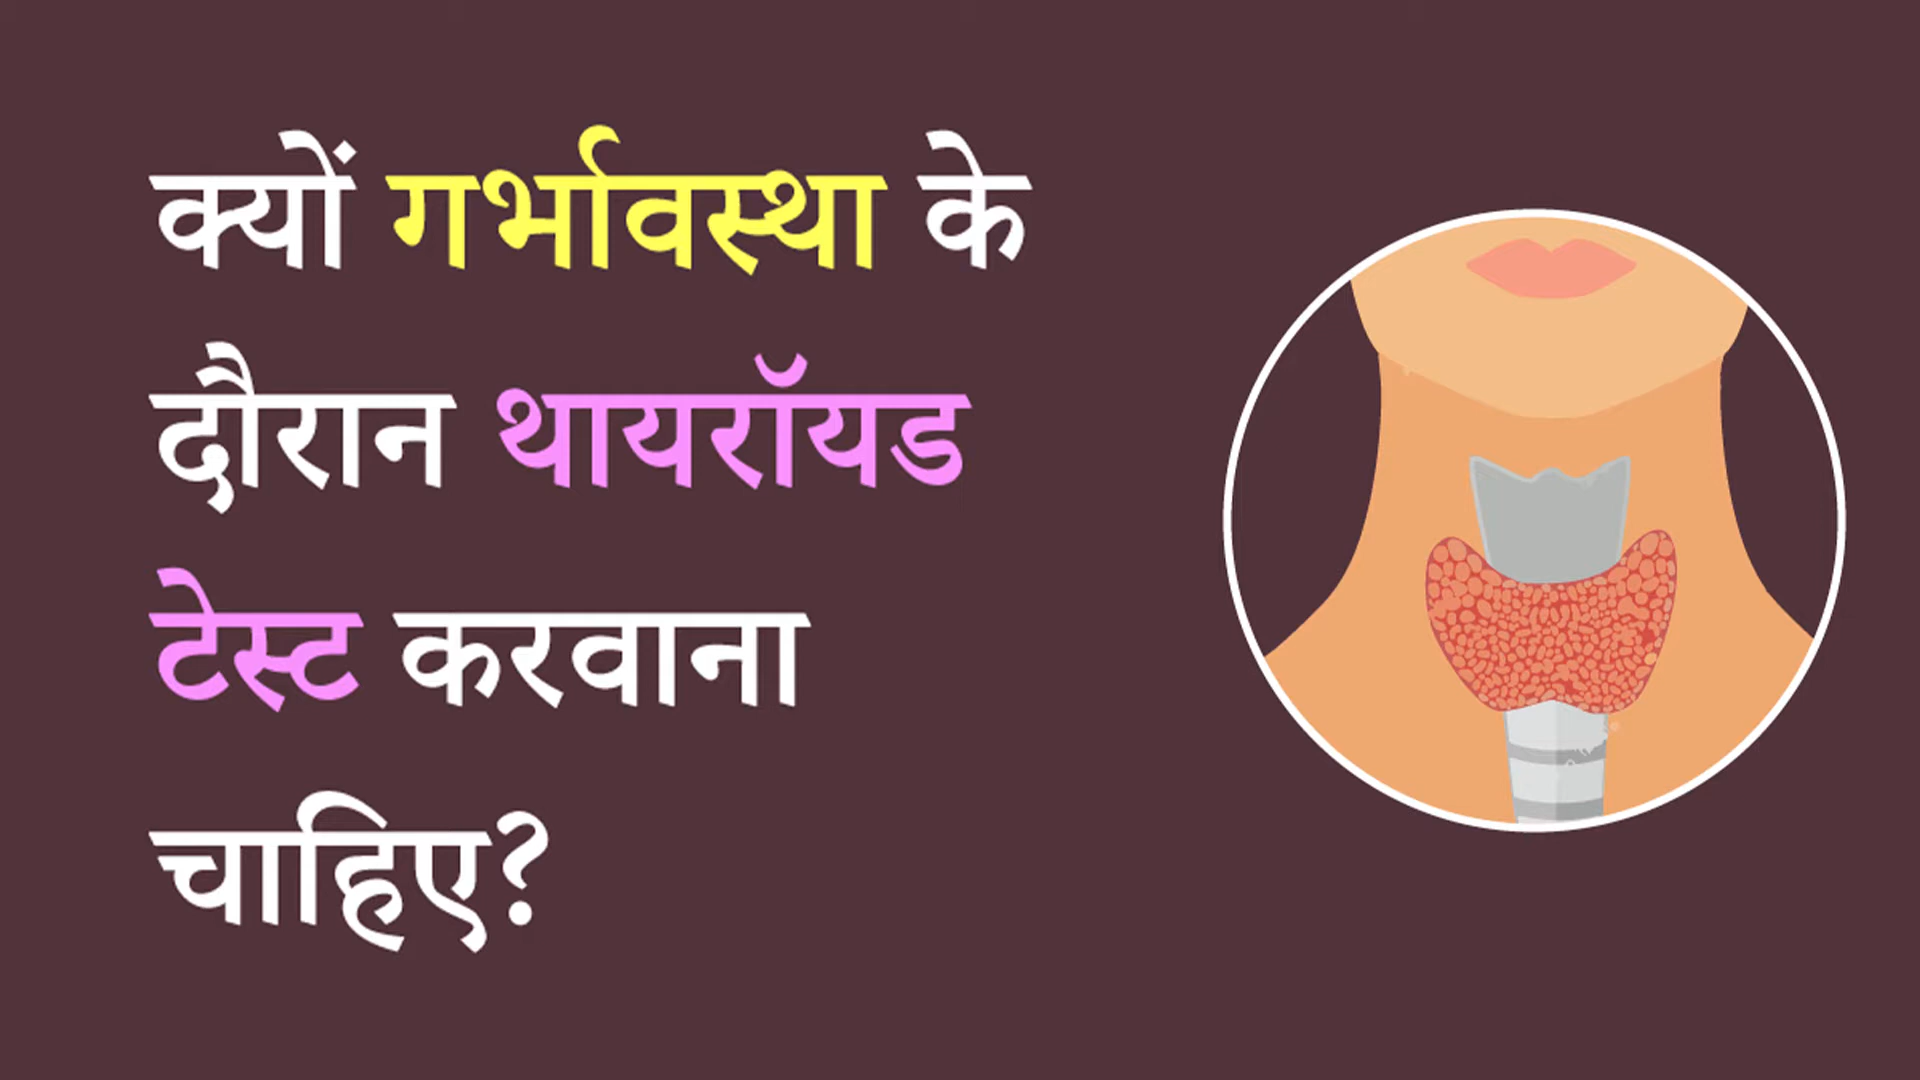 क्यों गर्भावस्था के
दौरान थायरॉयड
टेस्ट करवाना
चाहिए?